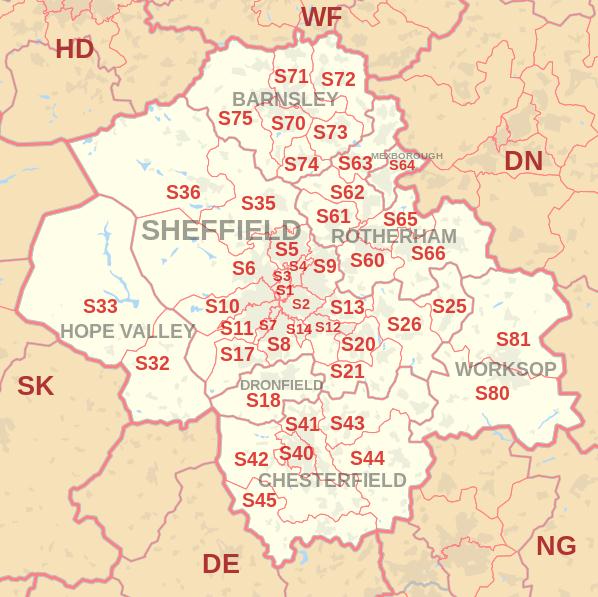 WF
HD
S71
S72
BARNSLEY
S75
S70
S73
MEXBOROUGH
S74
S63
S64
DN
S36
S35
S62
S61
S65
SHEFFIELD
ROTHERHAM
S5
S66
S6
S4
S9
S60
S3
S1
S33
S10
S2
S13
S25
HOPE VALLEY
S11
S7
S14
S12
S26
S81
S17
S8
S20
S32
S21
WORKSOP
SK
DRONFIELD
S18
S80
S41
S43
S42
S40
S44
CHESTERFIELD
S45
NG
DE